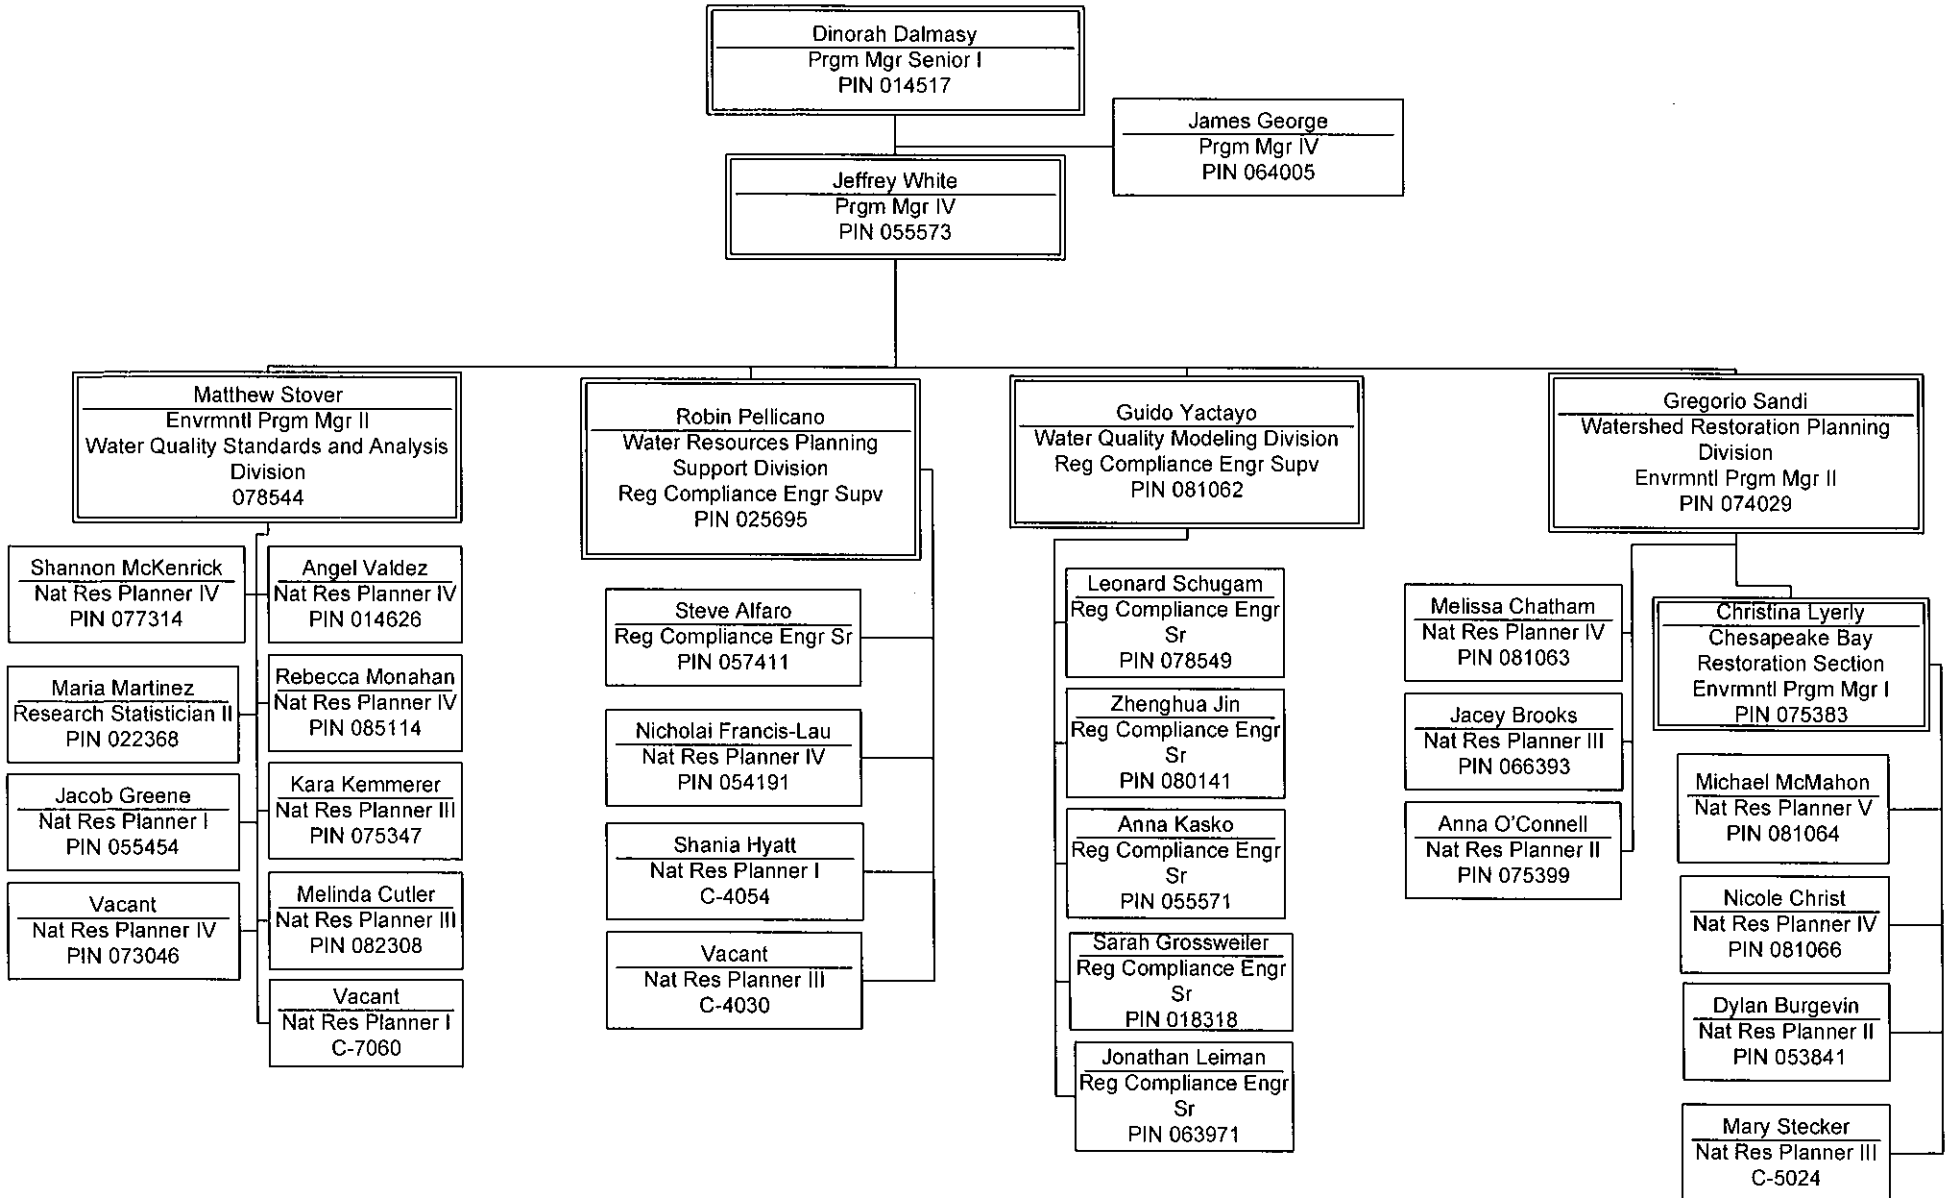 Dinorah Dalmasy
Prgm Mgr Senior I
PIN 014517
James George
Prgm Mgr IV
PIN 064005
Jeffrey White
Prgm Mgr IV
PIN 055573
Matthew Stover
Envrmntl Prgm Mgr II
Water Quality Standards and Analysis
Division
078544
Shannon McKenrick
Nat Res Planner IV
PIN 077314
Angel Valdez
Nat Res Planner IV
PIN 014626
Maria Martinez
Research Statistician II
PIN 022368
Rebecca Monahan
Nat Res Planner IV
PIN 085114
Jacob Greene
Nat Res Planner I
PIN 055454
Kara Kemmerer
Nat Res Planner III
PIN 075347
Vacant
Nat Res Planner IV
PIN 073046
Melinda Cutler
Nat Res Planner III
PIN 082308
Vacant
Nat Res Planner I
C-7060
Robin Pellicano
Water Resources Planning
Support Division
Reg Compliance Engr Supv
PIN 025695
Steve Alfaro
Reg Compliance Engr Sr
PIN 057411
Nicholai Francis-Lau
Nat Res Planner IV
PIN 054191
Shania Hyatt
Nat Res Planner I
C-4054
Vacant
Nat Res Planner III
C-4030
Guido Yactayo
Water Quality Modeling Division
Reg Compliance Engr Supv
PIN 081062
Leonard Schugam
Reg Compliance Engr
Sr
PIN 078549
Zhenghua Jin
Reg Compliance Engr
Sr
PIN 080141
Anna Kasko
Reg Compliance Engr
Sr
PIN 055571
Sarah Grossweiler
Reg Compliance Engr
Sr
PIN 018318
Jonathan Leiman
Reg Compliance Engr
Sr
PIN 063971
Gregorio Sandi
Watershed Restoration Planning
Division
Envrmntl Prgm Mgr II
PIN 074029
Melissa Chatham
Nat Res Planner IV
PIN 081063
Jacey Brooks
Nat Res Planner III
PIN 066393
Anna O'Connell
Nat Res Planner II
PIN 075399
Christina Lyerly
Chesapeake Bay
Restoration Section
Envrmntl Prgm Mgr I
PIN 075383
Michael McMahon
Nat Res Planner V
PIN 081064
Nicole Christ
Nat Res Planner IV
PIN 081066
Dylan Burgevin
Nat Res Planner II
PIN 053841
Mary Stecker
Nat Res Planner III
C-5024